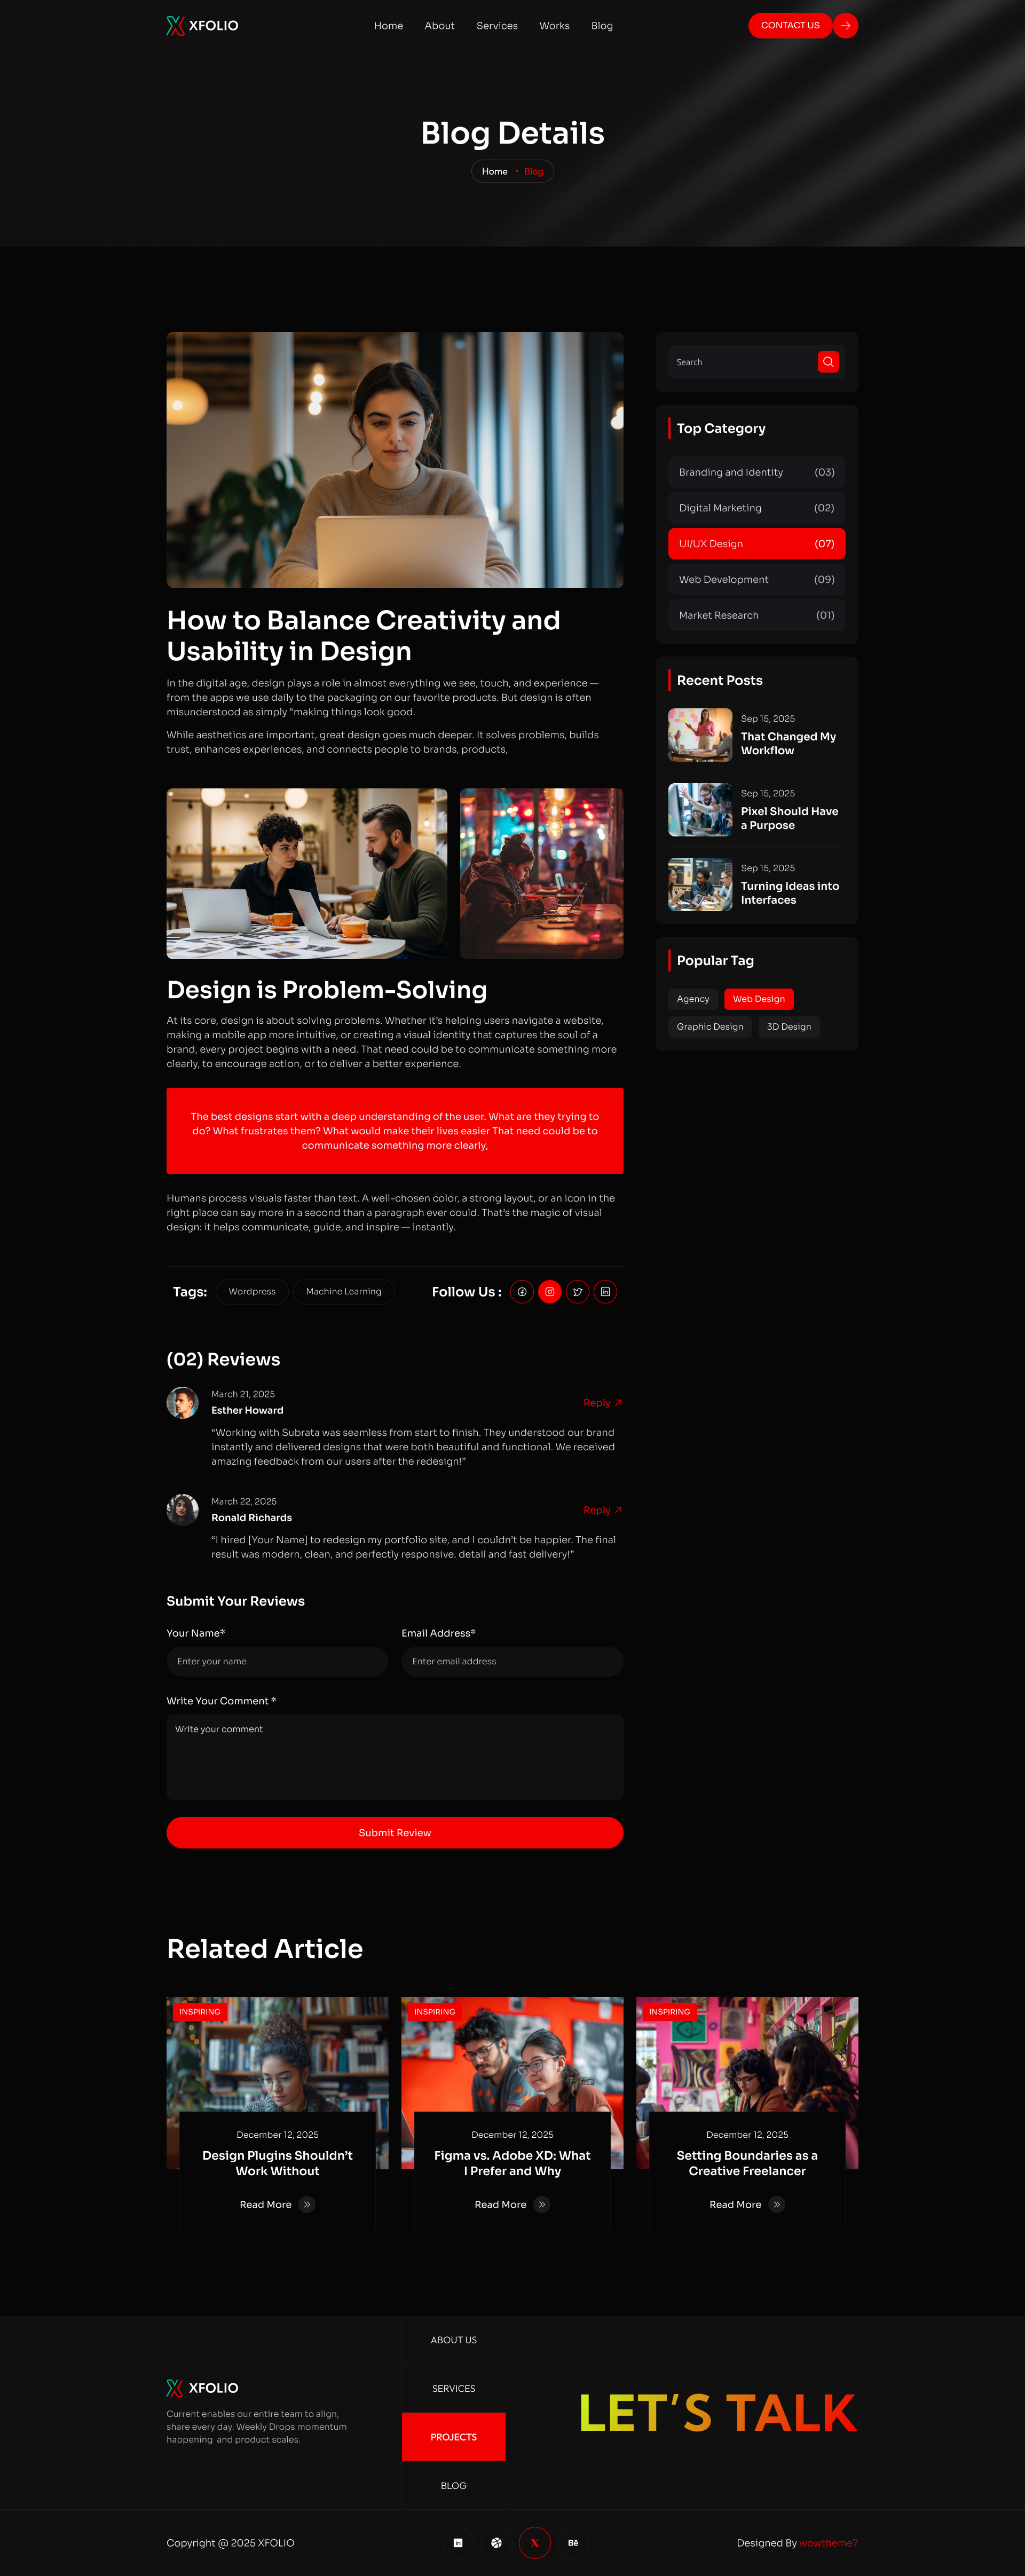 XFOLIO
Home
About
Services
Works
Blog
CONTACT US
Blog Details
Home
Blog
How to Balance Creativity and
Usability in Design
In the digital age, design plays a role in almost everything we see, touch, and experience —
from the apps we use daily to the packaging on our favorite products. But design is often
misunderstood as simply "making things look good.
While aesthetics are important, great design goes much deeper. It solves problems, builds
trust, enhances experiences, and connects people to brands, products,
Design is Problem-Solving
At its core, design is about solving problems. Whether it’s helping users navigate a website,
making a mobile app more intuitive, or creating a visual identity that captures the soul of a
brand, every project begins with a need. That need could be to communicate something more
clearly, to encourage action, or to deliver a better experience.
The best designs start with a deep understanding of the user. What are they trying to
do? What frustrates them? What would make their lives easier That need could be to
communicate something more clearly,
Humans process visuals faster than text. A well-chosen color, a strong layout, or an icon in the
right place can say more in a second than a paragraph ever could. That’s the magic of visual
design: it helps communicate, guide, and inspire — instantly.
Tags:
Wordpress
Machine Learning
Follow Us :
(02) Reviews
March 21, 2025
Esther Howard
Reply
“Working with Subrata was seamless from start to finish. They understood our brand
instantly and delivered designs that were both beautiful and functional. We received
amazing feedback from our users after the redesign!”
March 22, 2025
Ronald Richards
Reply
“I hired [Your Name] to redesign my portfolio site, and I couldn’t be happier. The final
result was modern, clean, and perfectly responsive. detail and fast delivery!”
Submit Your Reviews
Your Name*
Email Address*
Enter your name
Enter email address
Write Your Comment *
Write your comment
Submit Review
Search
Top Category
Branding and Identity (03)
Digital Marketing (02)
UI/UX Design (07)
Web Development (09)
Market Research (01)
Recent Posts
Sep 15, 2025
That Changed My
Workflow
Sep 15, 2025
Pixel Should Have
a Purpose
Sep 15, 2025
Turning Ideas into
Interfaces
Popular Tag
Agency
Web Design
Graphic Design
3D Design
Related Article
INSPIRING
December 12, 2025
Design Plugins Shouldn’t
Work Without
Read More
INSPIRING
December 12, 2025
Figma vs. Adobe XD: What
I Prefer and Why
Read More
INSPIRING
December 12, 2025
Setting Boundaries as a
Creative Freelancer
Read More
XFOLIO
Current enables our entire team to align,
share every day. Weekly Drops momentum
happening and product scales.
ABOUT US
SERVICES
PROJECTS
BLOG
LET’S TALK
Copyright @ 2025 XFOLIO
in
X
Bē
Designed By wowtheme7